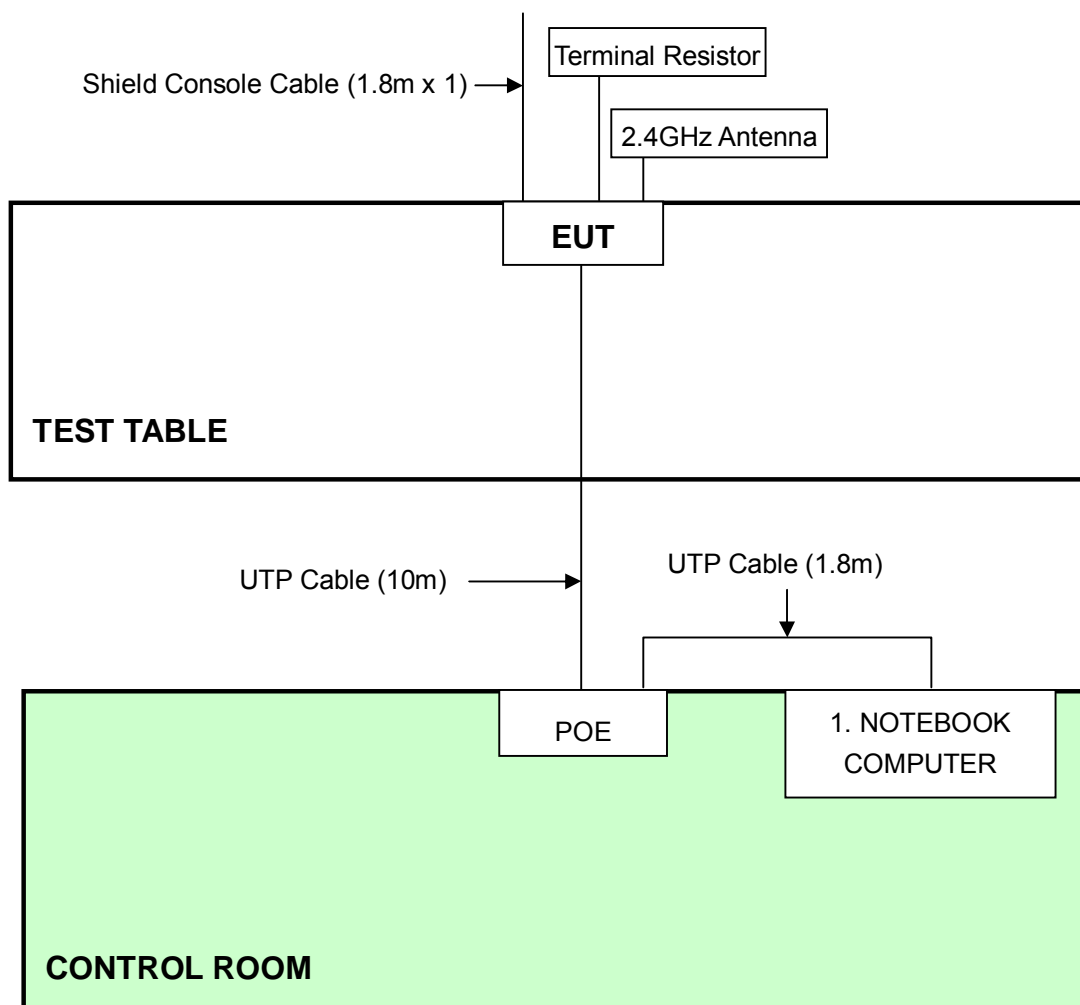 Terminal Resistor
Shield Console Cable (1.8m x 1)
2.4GHz Antenna
EUT
TEST TABLE
UTP Cable (1.8m)
UTP Cable (10m)
POE
1. NOTEBOOK
COMPUTER
CONTROL ROOM